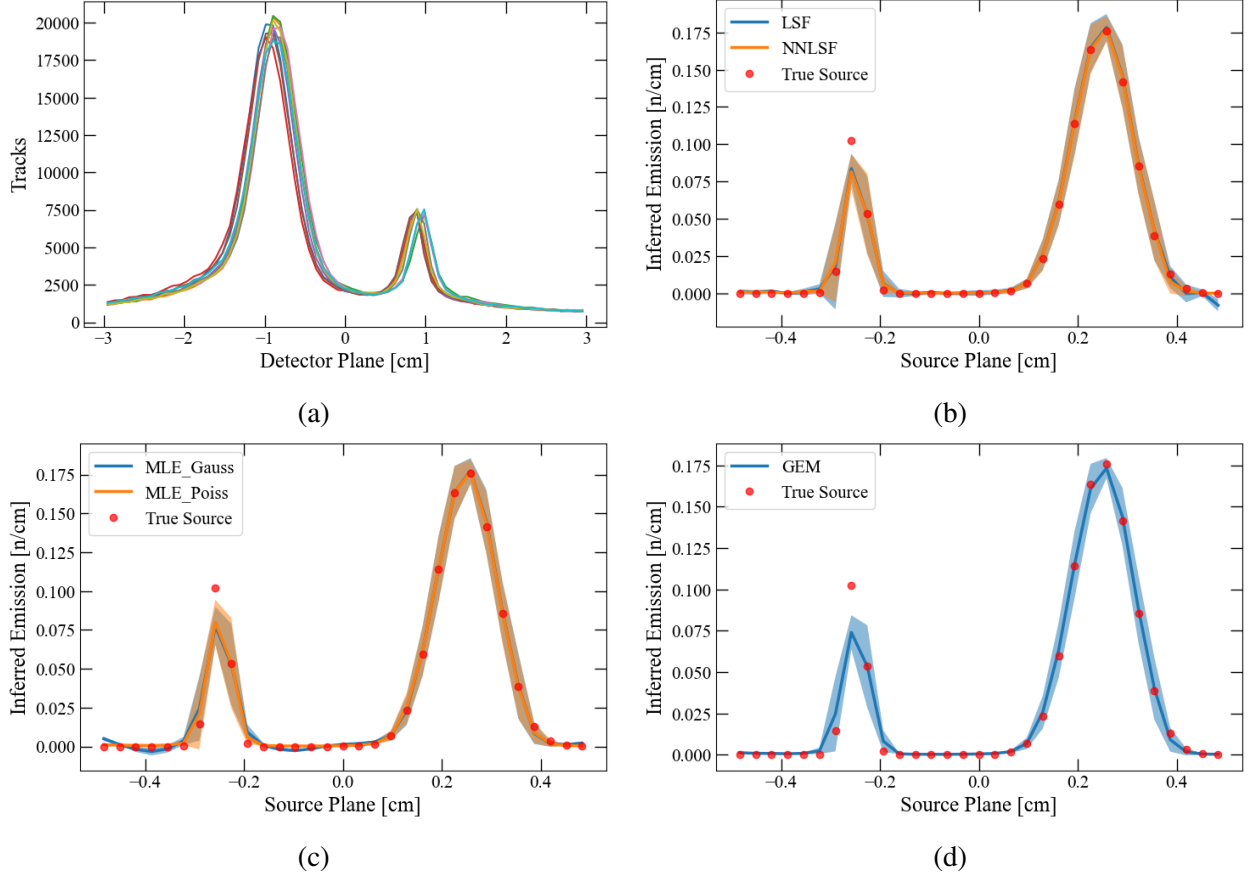 20000
17500
15000
12500
10000
7500
5000
2500
0
Tracks
−3
−2
−1
0
1
2
3
Detector Plane [cm]
(a)
LSF
NNLSF
True Source
0.175
0.150
0.125
0.100
0.075
0.050
0.025
0.000
Inferred Emission [n/cm]
−0.4
−0.2
0.0
0.2
0.4
Source Plane [cm]
(b)
MLE_Gauss
MLE_Poiss
True Source
0.175
0.150
0.125
0.100
0.075
0.050
0.025
0.000
Inferred Emission [n/cm]
−0.4
−0.2
0.0
0.2
0.4
Source Plane [cm]
(c)
GEM
True Source
0.175
0.150
0.125
0.100
0.075
0.050
0.025
0.000
Inferred Emission [n/cm]
−0.4
−0.2
0.0
0.2
0.4
Source Plane [cm]
(d)